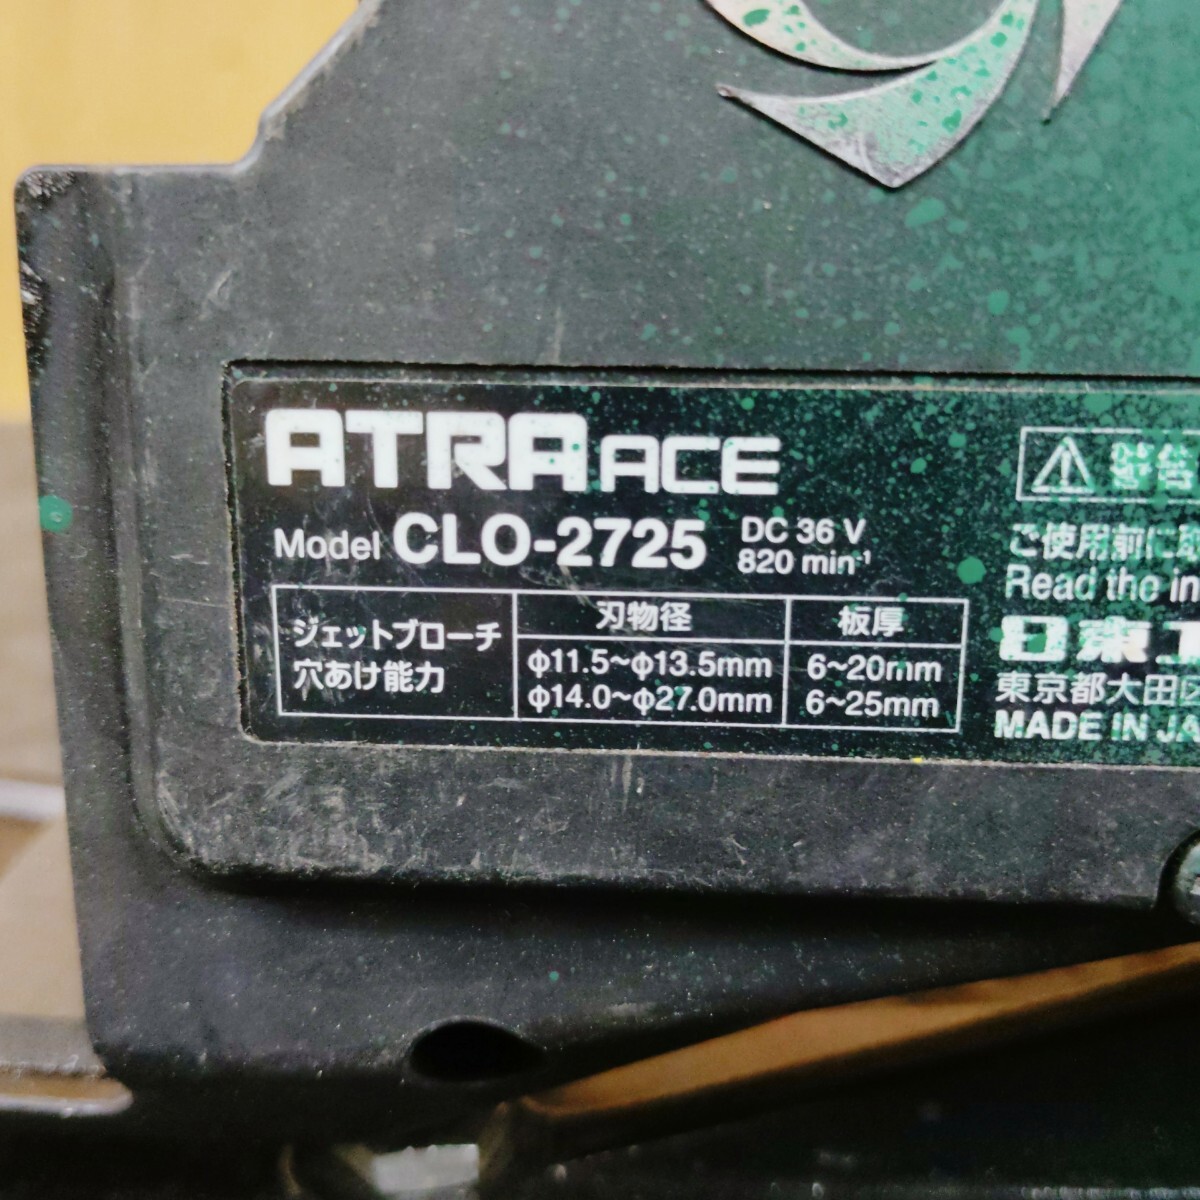 ATRA ACE
Model CLO-2725 DC 36 V
820 min⁻¹
ジェットブローチ
穴あけ能力
刃物径 板厚
φ11.5~φ13.5mm 6~20mm
φ14.0~φ27.0mm 6~25mm
ご使用前に
Read the in
日東工
東京都大田区
MADE IN JA